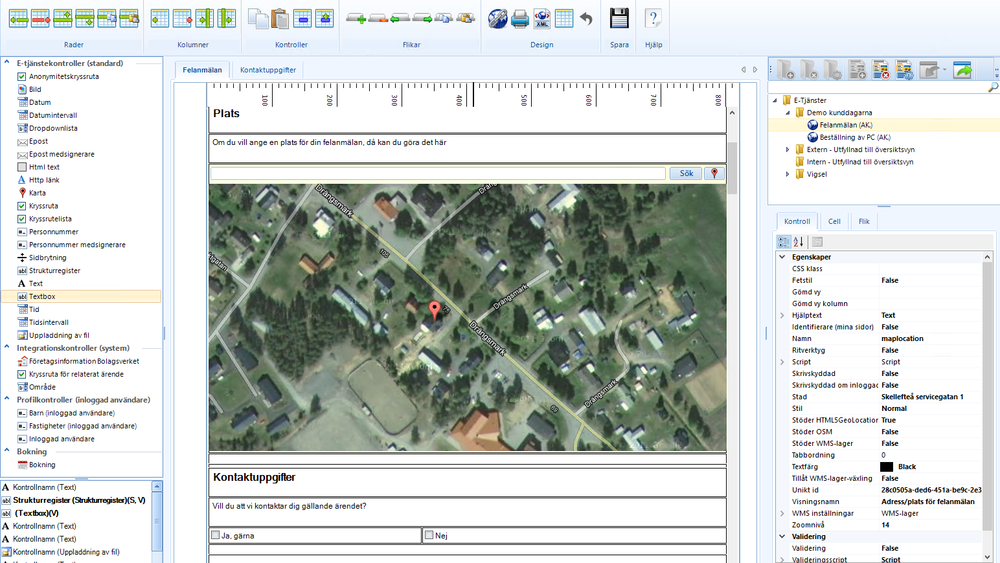 Rader
Kolumner
Kontroller
Flikar
Design
Spara
Hjälp
XML
E-tjänstekontroller (standard)
Anonymitetskryssruta
Bild
Datum
Datumintervall
Dropdownlista
Epost
Epost medsignerare
Html text
Http länk
Karta
Kryssruta
Kryssrutelista
Personnummer
Personnummer medsignerare
Sidbrytning
Strukturregister
Text
Textbox
Tid
Tidsintervall
Uppladdning av fil
Integrationskontroller (system)
Företagsinformation Bolagsverket
Kryssruta för relaterat ärende
Område
Profilkontroller (inloggad användare)
Barn (inloggad användare)
Fastigheter (inloggad användare)
Inloggad användare
Bokning
Bokning
Kontrollnamn (Text)
Strukturregister (Strukturregister)(S, V)
(Textbox)(V)
Kontrollnamn (Text)
Kontrollnamn (Text)
Kontrollnamn (Uppladdning av fil)
Felanmälan
Kontaktuppgifter
100 200 300 400 500 600 700 800
Plats
Om du vill ange en plats för din felanmälan, då kan du göra det här
Sök
Drängsmark
105
Drängsmark
75
Drängsmark
Drängsmark
69
Kontaktuppgifter
Vill du att vi kontaktar dig gällande ärendet?
Ja, gärna
Nej
E-Tjänster
Demo kunddagarna
Felanmälan (AK)
Beställning av PC (AK)
Extern - Utfyllnad till översiktsvyn
Intern - Utfyllnad till översiktsvyn
Vigsel
Kontroll
Cell
Flik
Egenskaper
CSS klass
Fetstil False
Gömd vy
Gömd vy kolumn
Hjälptext Text
Identifierare (mina sidor) False
Namn maplocation
Ritverktyg False
Script Script
Skrivskyddad False
Skrivskyddad om inloggad False
Stad Skellefteå servicegatan 1
Stil Normal
Stöder HTML5GeoLocation True
Stöder OSM False
Stöder WMS-lager False
Tabbordning 0
Textfärg Black
Tillåt WMS-lager-växling False
Unikt id 28c0505a-ded6-451a-be9c-2e3
Visningsnamn Adress/plats för felanmälan
WMS inställningar WMS-lager
Zoomnivå 14
Validering
Validering False
Valideringsscript Script